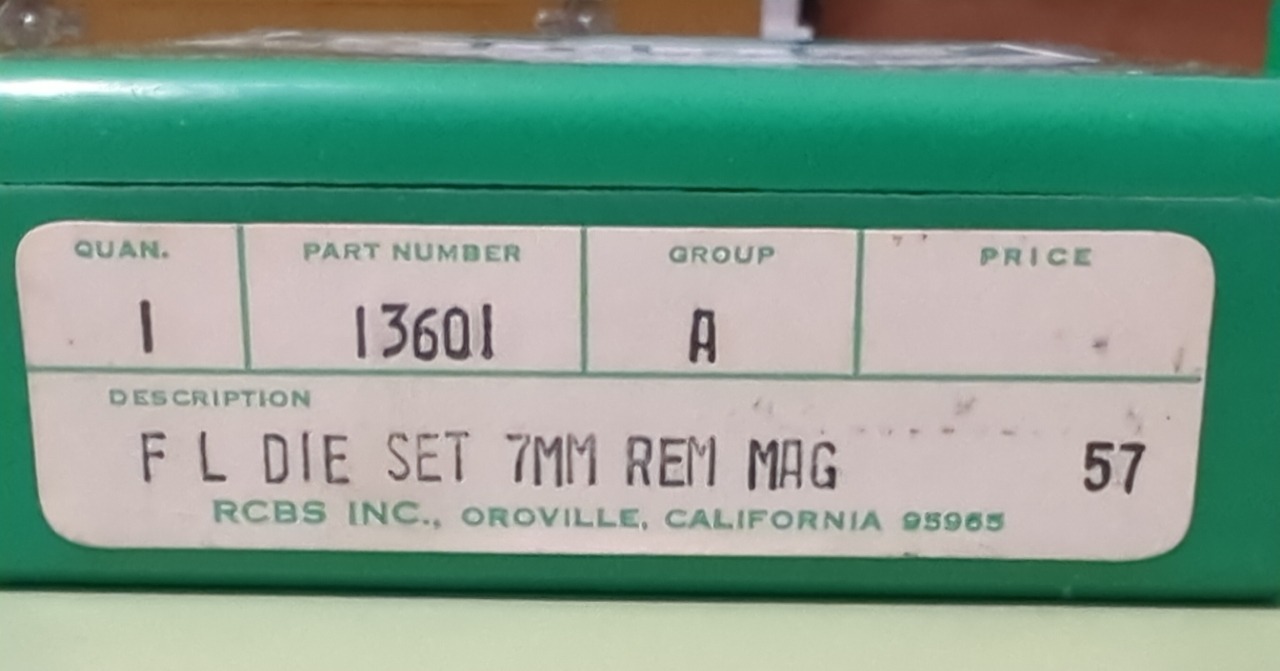 QUAN. PART NUMBER GROUP PRICE
1 13601 A
DESCRIPTION
F L DIE SET 7MM REM MAG 57
RCBS INC., OROVILLE, CALIFORNIA 95965